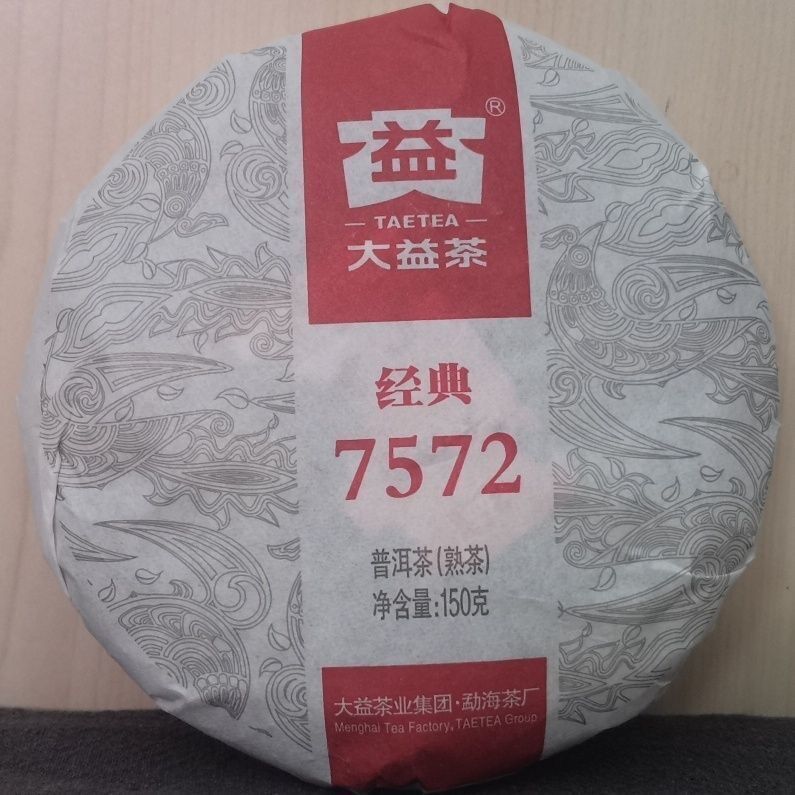 益®
TAETEA
大益茶
经典
7572
普洱茶(熟茶)
净含量:150克
大益茶业集团·勐海茶厂
Menghai Tea Factory, TAETEA Group